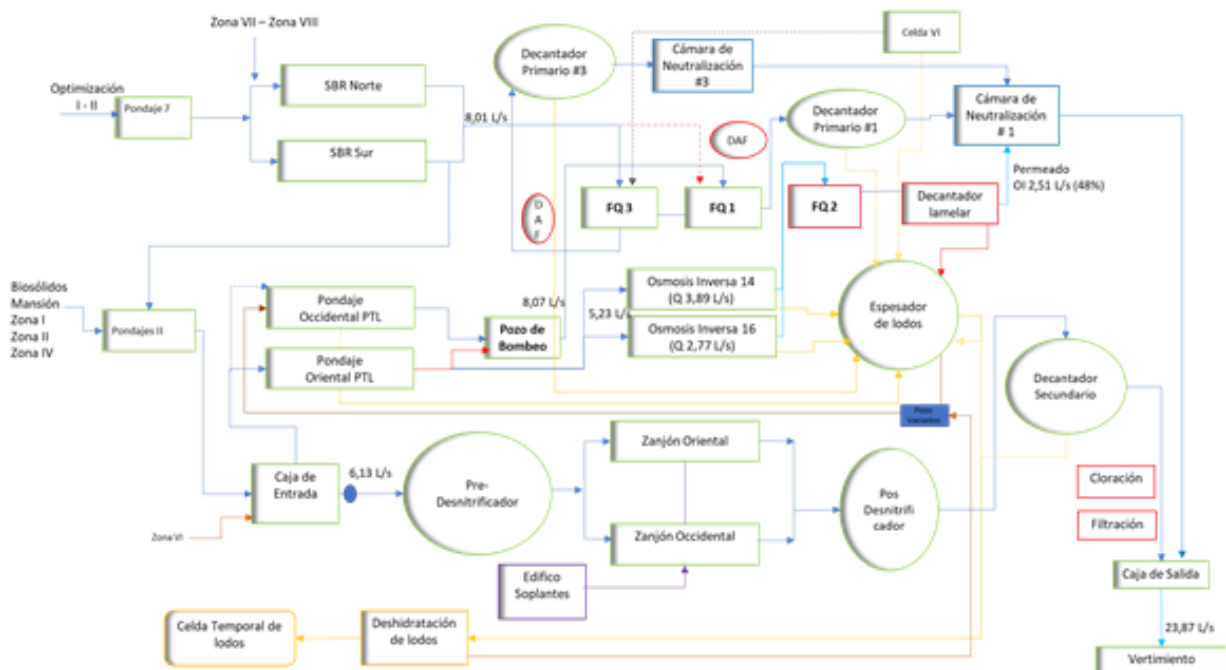 Zona VII – Zona VIII
Optimización
I - II
Pondaje 7
SBR Norte
SBR Sur
8,01 L/s
Decantador
Primario #3
Cámara de
Neutralización
#3
Celda VI
Decantador
Primario #1
Cámara de
Neutralización
# 1
DAF
D
A
F
FQ 3
FQ 1
FQ 2
Decantador
lamelar
Permeado
OI 2,51 L/s (48%)
Biosólidos
Mansión
Zona I
Zona II
Zona IV
Pondajes II
Pondaje
Occidental PTL
Pondaje
Oriental PTL
8,07 L/s
Pozo de
Bombeo
5,23 L/s
Osmosis Inversa 14
(Q 3,89 L/s)
Osmosis Inversa 16
(Q 2,77 L/s)
Espesador
de lodos
Decantador
Secundario
Pozo
Caja de
Entrada
6,13 L/s
Zona VI
Pre-
Desnitrificador
Zanjón Oriental
Zanjón Occidental
Edifico
Soplantes
Pos
Desnitrifi
cador
Cloración
Filtración
Caja de Salida
23,87 L/s
Vertimiento
Celda Temporal de
lodos
Deshidratación
de lodos